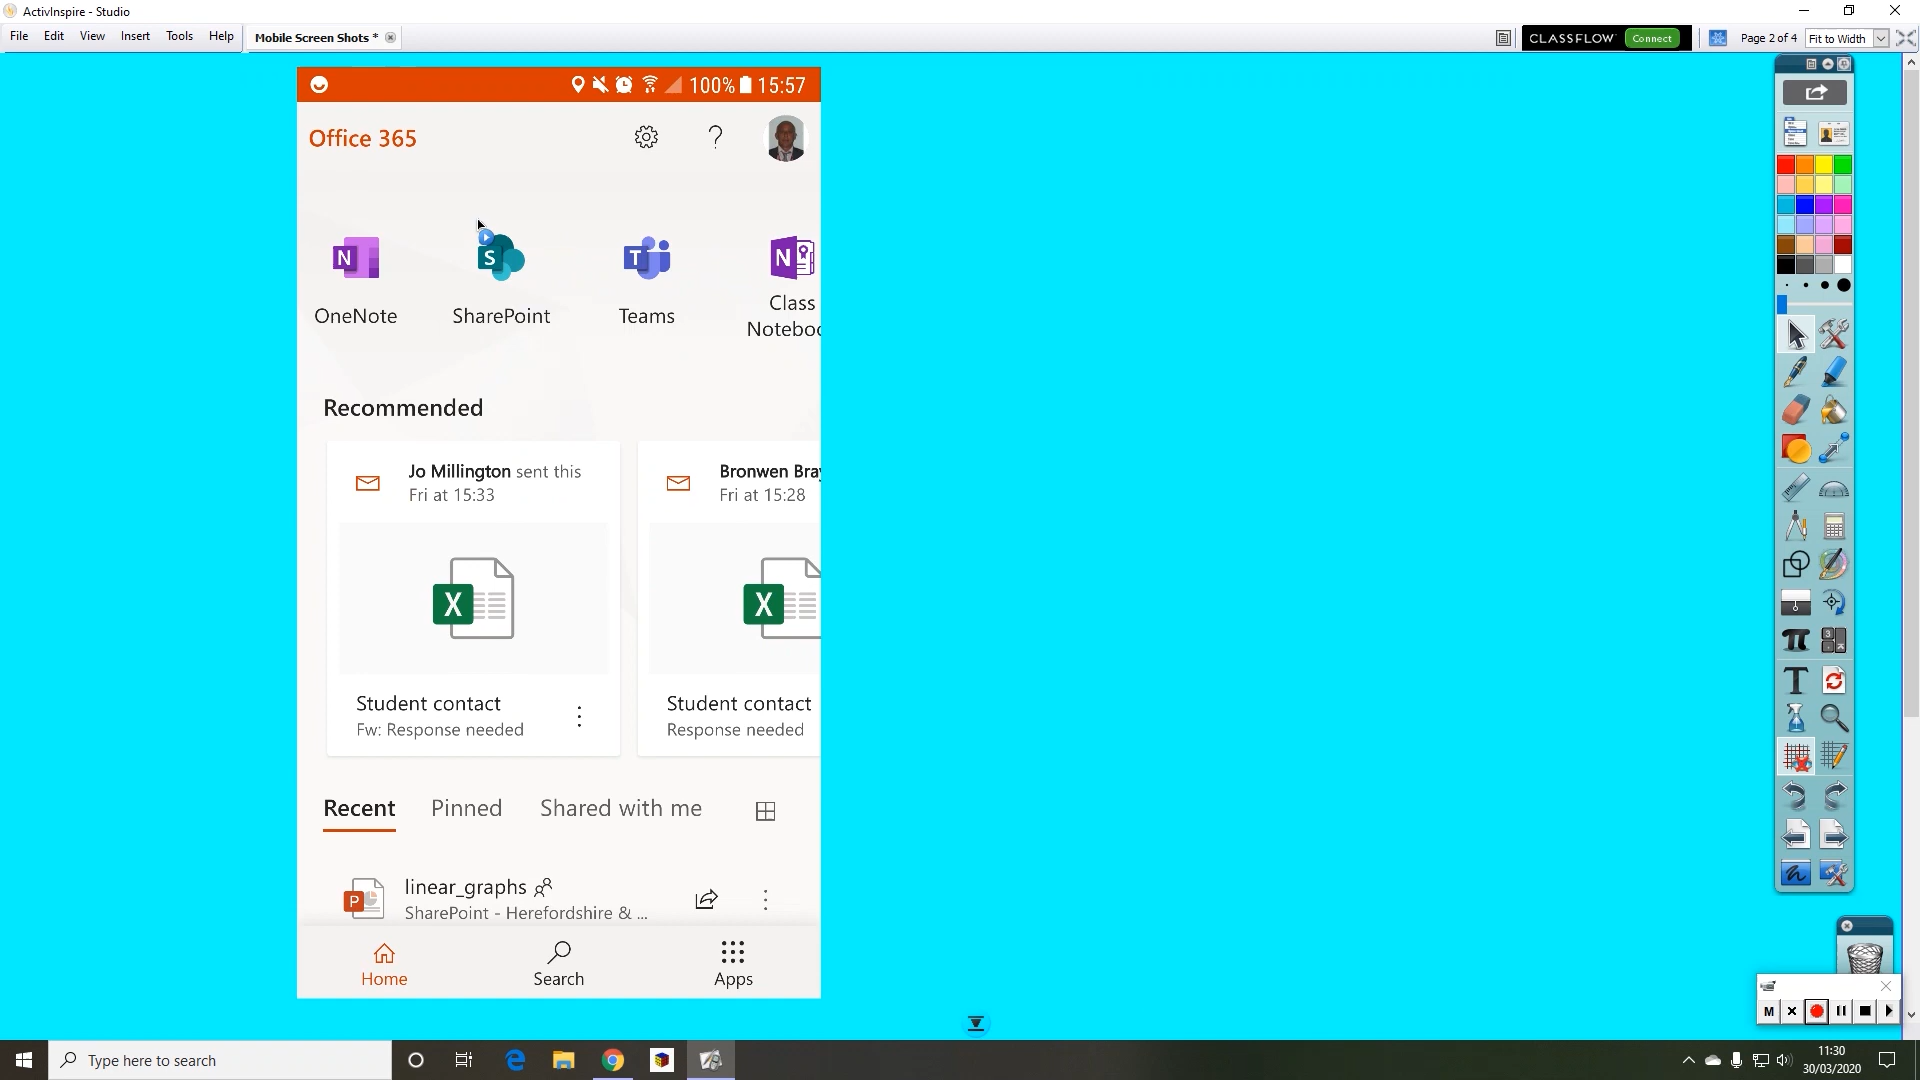 ActivInspire - Studio
File Edit View Insert Tools Help
Mobile Screen Shots *
CLASSFLOW Connect
Page 2 of 4
Fit to Width
100% 15:57
Office 365
OneNote
SharePoint
Teams
Class
Noteboo
Recommended
Jo Millington sent this
Fri at 15:33
Student contact
Fw: Response needed
Bronwen Bray
Fri at 15:28
Student contact
Response needed
Recent Pinned Shared with me
linear_graphs
SharePoint - Herefordshire & ...
Home Search Apps
M
Type here to search
11:30
30/03/2020